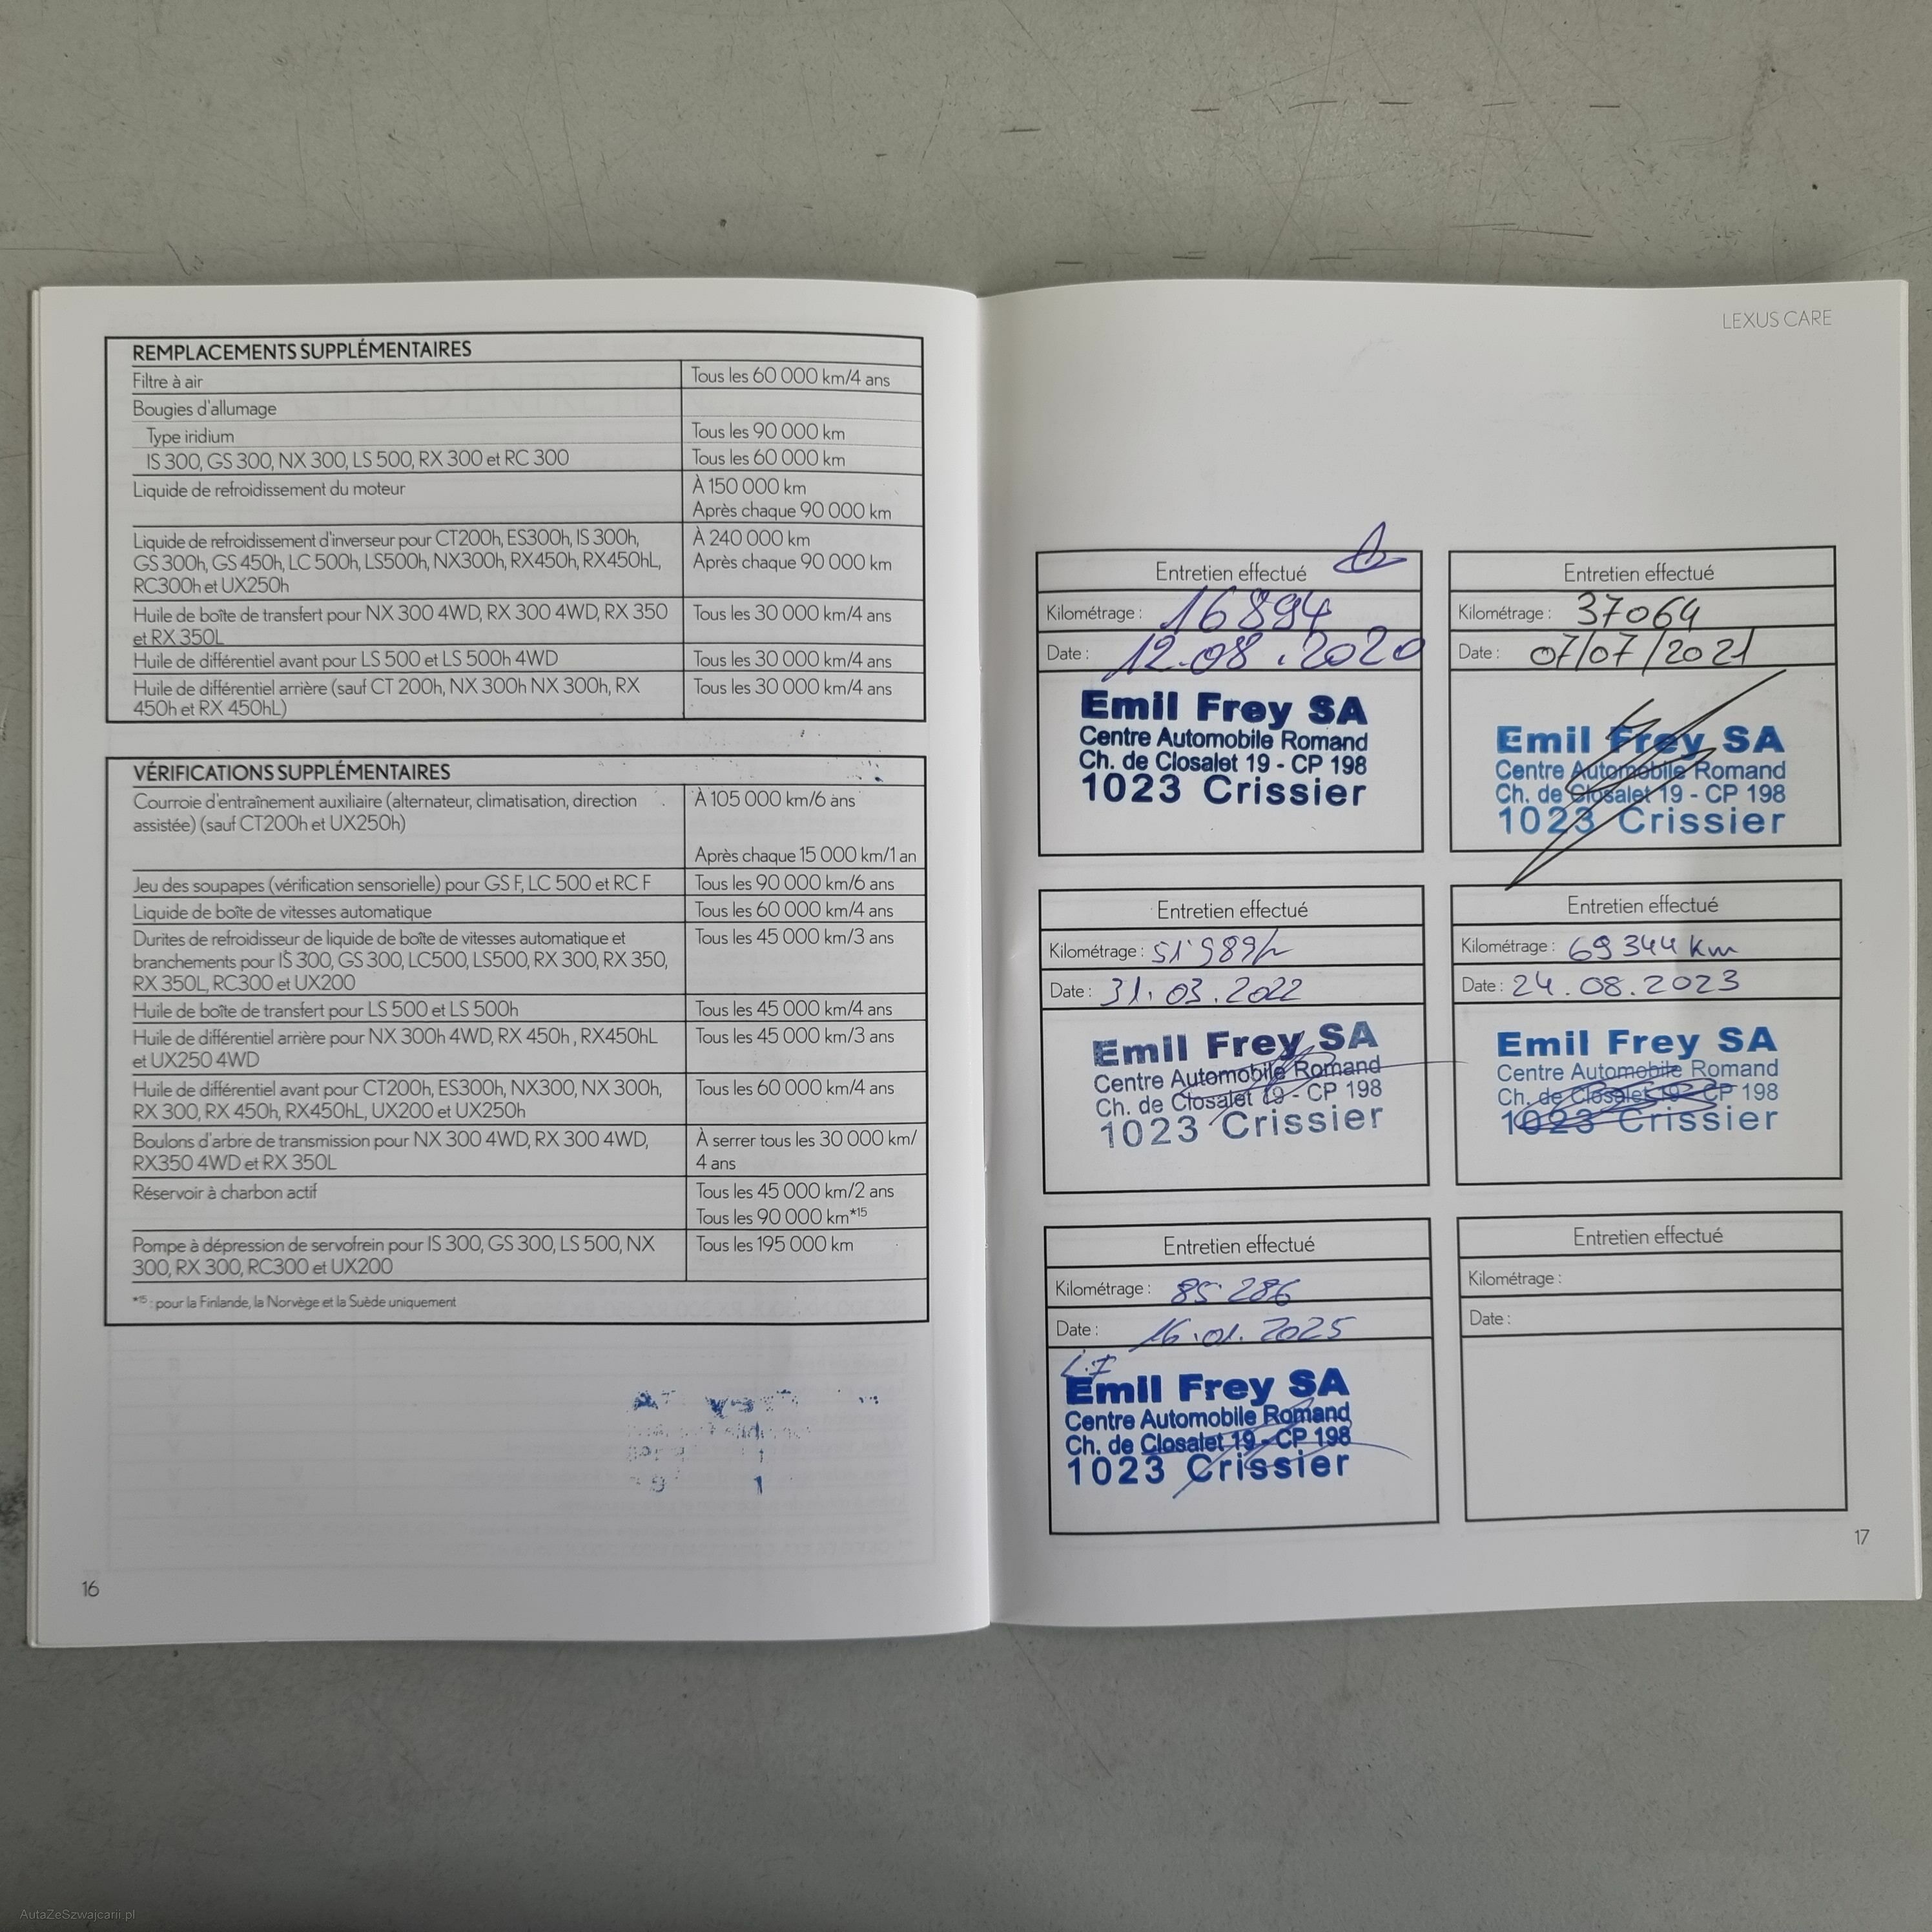 REMPLACEMENTS SUPPLÉMENTAIRES
Filtre à air
Tous les 60 000 km/4 ans
Bougies d'allumage
Type iridium
Tous les 90 000 km
IS 300, GS 300, NX 300, LS 500, RX 300 et RC 300
Tous les 60 000 km
Liquide de refroidissement du moteur
À 150 000 km
Après chaque 90 000 km
Liquide de refroidissement d'inverseur pour CT200h, ES300h, IS 300h,
GS 300h, GS 450h, LC 500h, LS500h, NX300h, RX450h, RX450hL,
RC300h et UX250h
À 240 000 km
Après chaque 90 000 km
Huile de boîte de transfert pour NX 300 4WD, RX 300 4WD, RX 350
et RX 350L
Tous les 30 000 km/4 ans
Huile de différentiel avant pour LS 500 et LS 500h 4WD
Tous les 30 000 km/4 ans
Huile de différentiel arrière (sauf CT 200h, NX 300h NX 300h, RX
450h et RX 450hL)
Tous les 30 000 km/4 ans
VÉRIFICATIONS SUPPLÉMENTAIRES
Courroie d'entraînement auxiliaire (alternateur, climatisation, direction
assistée) (sauf CT200h et UX250h)
À 105 000 km/6 ans
Après chaque 15 000 km/1 an
Jeu des soupapes (vérification sensorielle) pour GS F, LC 500 et RC F
Tous les 90 000 km/6 ans
Liquide de boîte de vitesses automatique
Tous les 60 000 km/4 ans
Durites de refroidisseur de liquide de boîte de vitesses automatique et
branchements pour IS 300, GS 300, LC500, LS500, RX 300, RX 350,
RX 350L, RC300 et UX200
Tous les 45 000 km/3 ans
Huile de boîte de transfert pour LS 500 et LS 500h
Tous les 45 000 km/4 ans
Huile de différentiel arrière pour NX 300h 4WD, RX 450h , RX450hL
et UX250 4WD
Tous les 45 000 km/3 ans
Huile de différentiel avant pour CT200h, ES300h, NX300, NX 300h,
RX 300, RX 450h, RX450hL, UX200 et UX250h
Tous les 60 000 km/4 ans
Boulons d'arbre de transmission pour NX 300 4WD, RX 300 4WD,
RX350 4WD et RX 350L
À serrer tous les 30 000 km/
4 ans
Réservoir à charbon actif
Tous les 45 000 km/2 ans
Tous les 90 000 km*15
Pompe à dépression de servofrein pour IS 300, GS 300, LS 500, NX
300, RX 300, RC300 et UX200
Tous les 195 000 km
*15 : pour la Finlande, la Norvège et la Suède uniquement
16
LEXUS CARE
Entretien effectué
Kilométrage : 16894
Date : 12.08.2020
Emil Frey SA
Centre Automobile Romand
Ch. de Closalet 19 - CP 198
1023 Crissier
Entretien effectué
Kilométrage : 37064
Date : 07/07/2021
Emil Frey SA
Centre Automobile Romand
Ch. de Closalet 19 - CP 198
1023 Crissier
Entretien effectué
Kilométrage : 51'989
Date : 31.03.2022
Emil Frey SA
Centre Automobile Romand
Ch. de Closalet 19 - CP 198
1023 Crissier
Entretien effectué
Kilométrage : 69 344 km
Date : 24.08.2023
Emil Frey SA
Centre Automobile Romand
Ch. de Closalet 19 - CP 198
1023 Crissier
Entretien effectué
Kilométrage : 85 286
Date : 16.01.2025
Emil Frey SA
Centre Automobile Romand
Ch. de Closalet 19 - CP 198
1023 Crissier
Entretien effectué
Kilométrage :
Date :
17
AutaZeSzwajcarii.pl